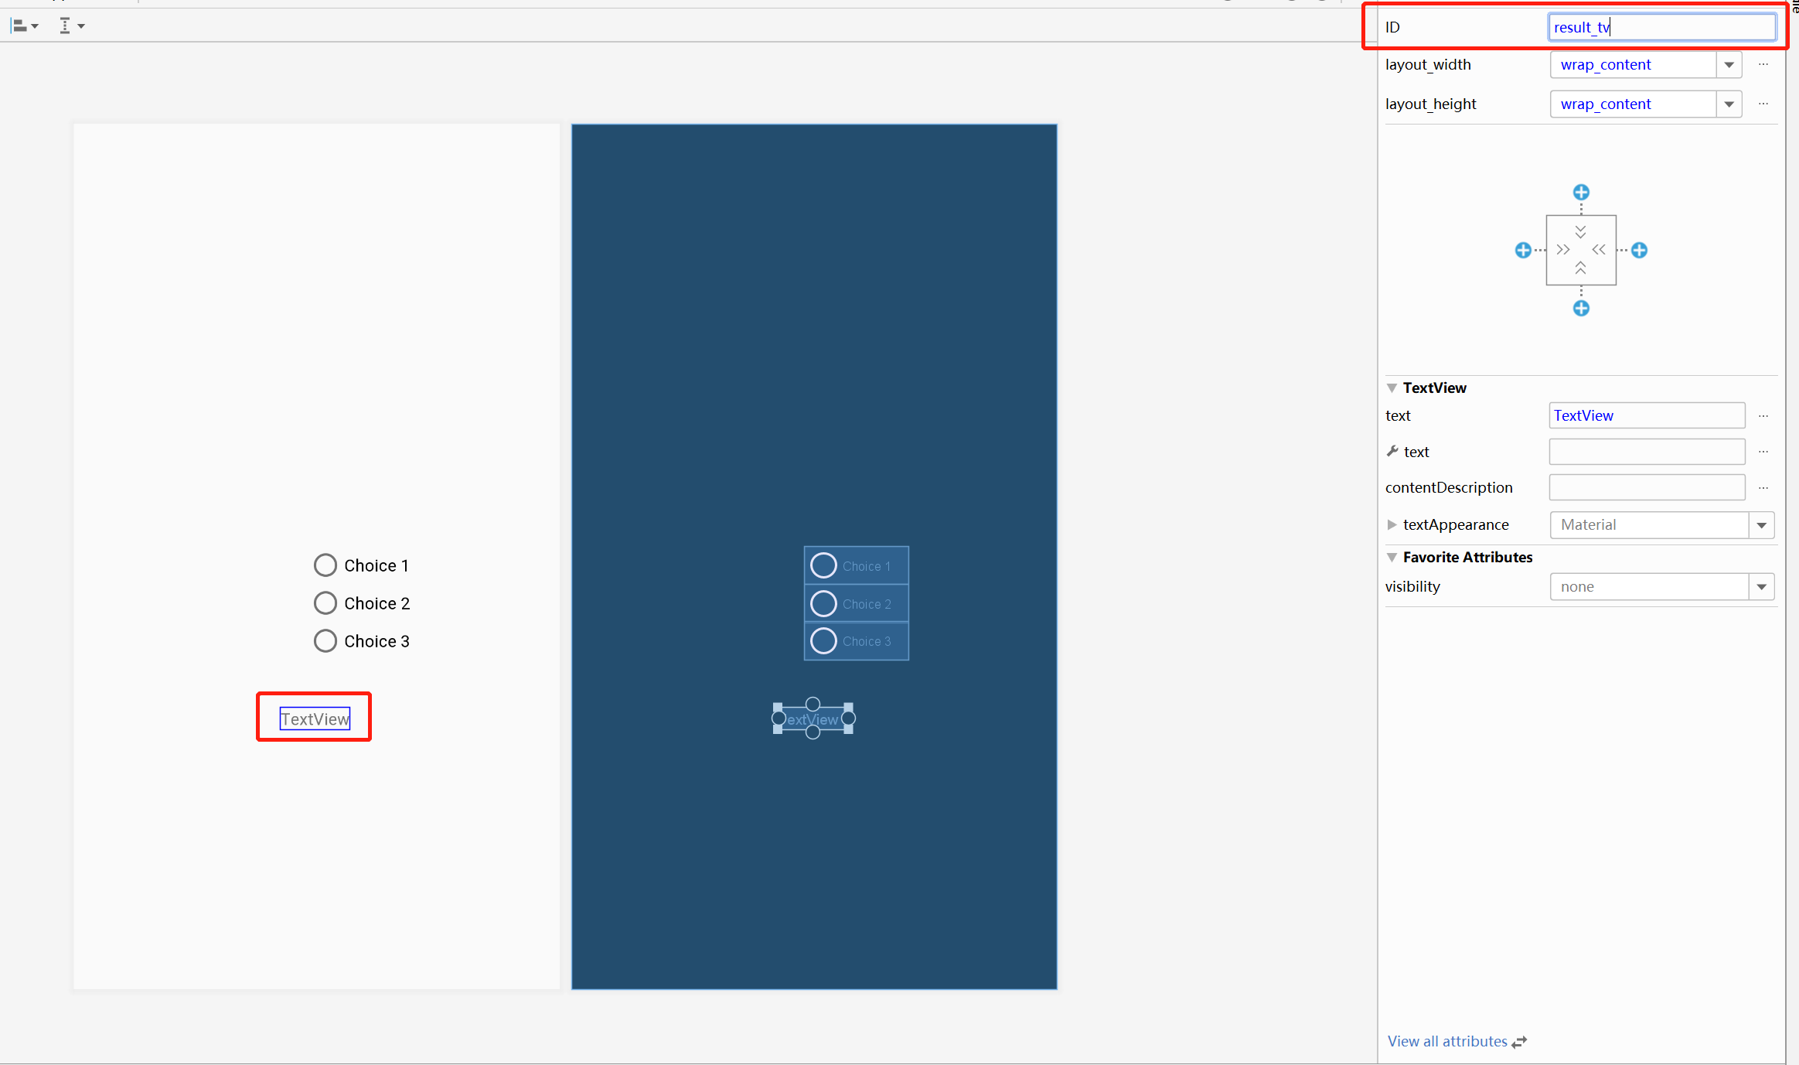 ID
result_tv
layout_width
wrap_content
layout_height
wrap_content
TextView
text
TextView
text
contentDescription
textAppearance
Material
Favorite Attributes
visibility
none
View all attributes
Choice 1
Choice 2
Choice 3
TextView
Choice 1
Choice 2
Choice 3
extView